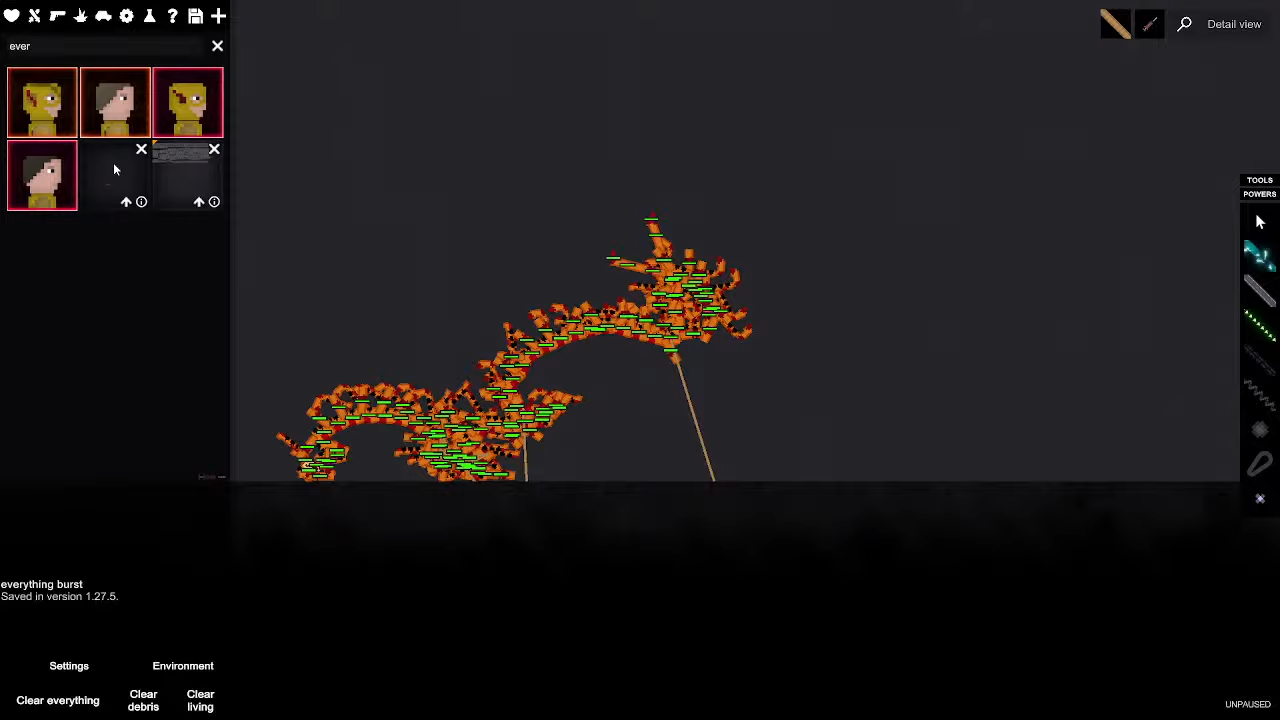 Detail view
ever
TOOLS
POWERS
everything burst
Saved in version 1.27.5.
Settings
Environment
Clear everything
Clear
debris
Clear
living
UNPAUSED